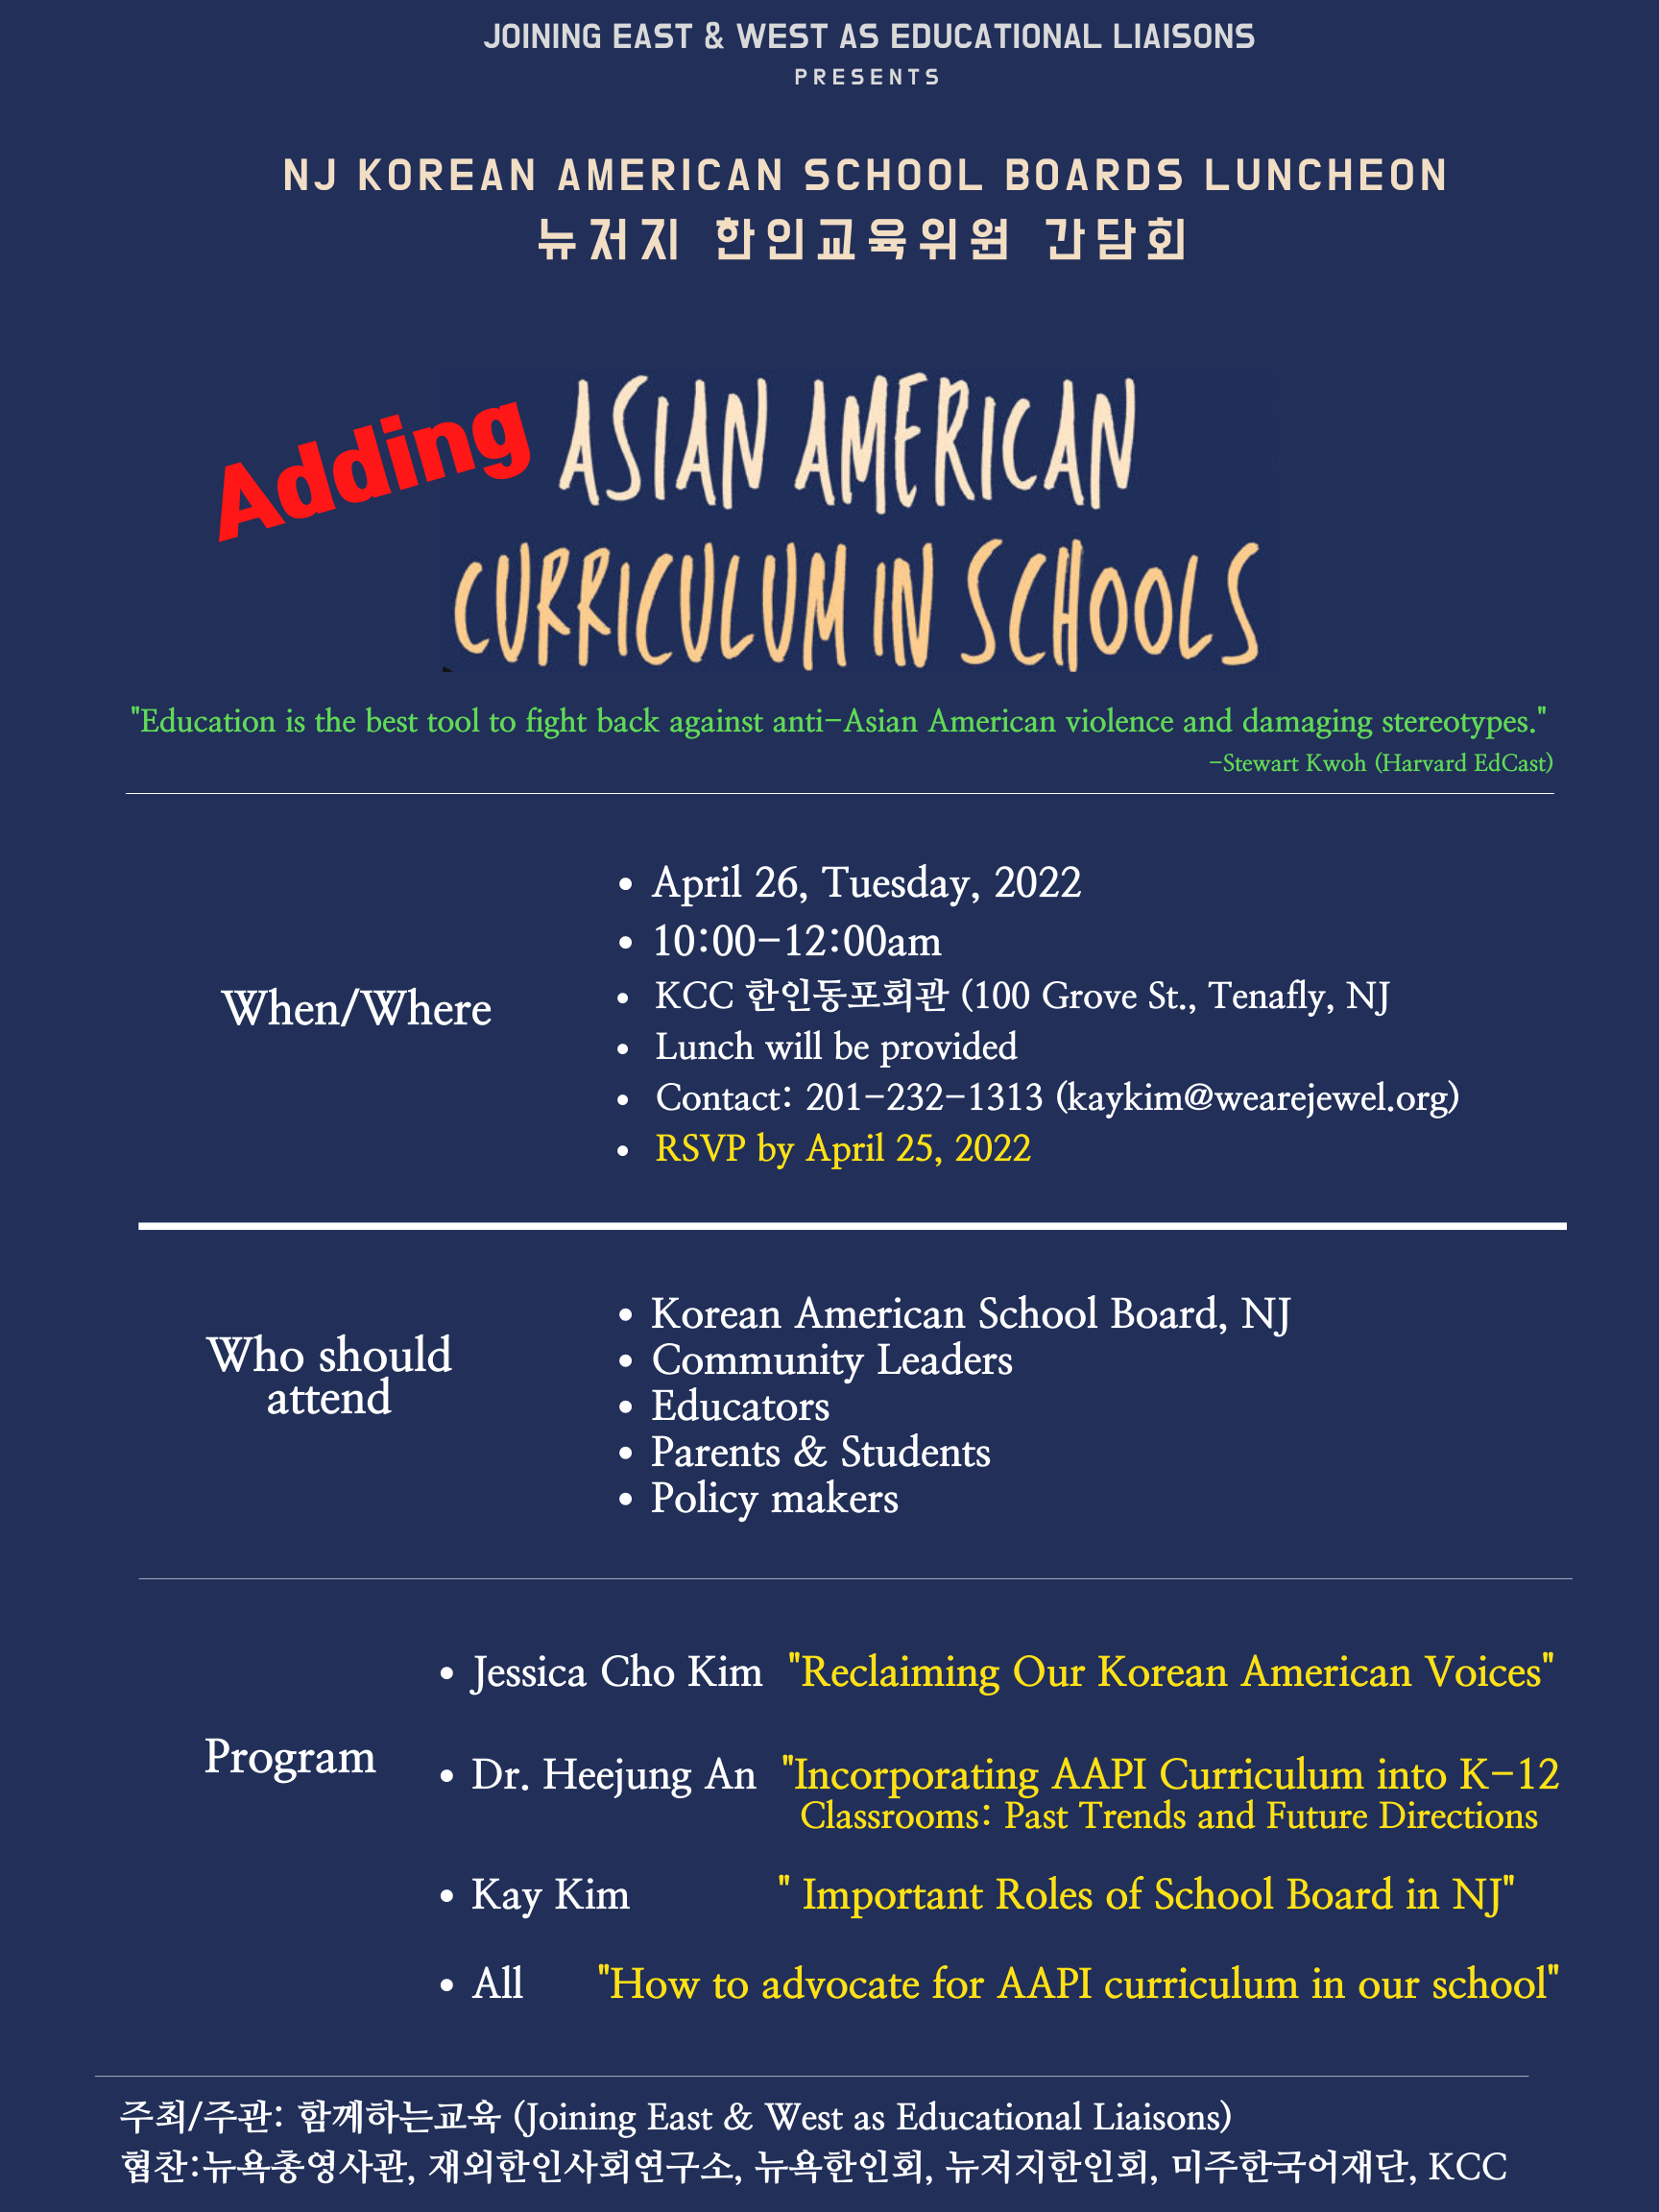 JOINING EAST & WEST AS EDUCATIONAL LIAISONS
PRESENTS
NJ KOREAN AMERICAN SCHOOL BOARDS LUNCHEON
뉴저지 한인교육위원 간담회
Adding ASIAN AMERICAN
CURRICULUM IN SCHOOLS
"Education is the best tool to fight back against anti-Asian American violence and damaging stereotypes."
-Stewart Kwoh (Harvard EdCast)
When/Where
• April 26, Tuesday, 2022
• 10:00-12:00am
• KCC 한인동포회관 (100 Grove St., Tenafly, NJ
• Lunch will be provided
• Contact: 201-232-1313 (kaykim@wearejewel.org)
• RSVP by April 25, 2022
Who should
attend
• Korean American School Board, NJ
• Community Leaders
• Educators
• Parents & Students
• Policy makers
Program
• Jessica Cho Kim "Reclaiming Our Korean American Voices"
• Dr. Heejung An "Incorporating AAPI Curriculum into K-12
Classrooms: Past Trends and Future Directions
• Kay Kim " Important Roles of School Board in NJ"
• All "How to advocate for AAPI curriculum in our school"
주최/주관: 함께하는교육 (Joining East & West as Educational Liaisons)
협찬:뉴욕총영사관, 재외한인사회연구소, 뉴욕한인회, 뉴저지한인회, 미주한국어재단, KCC